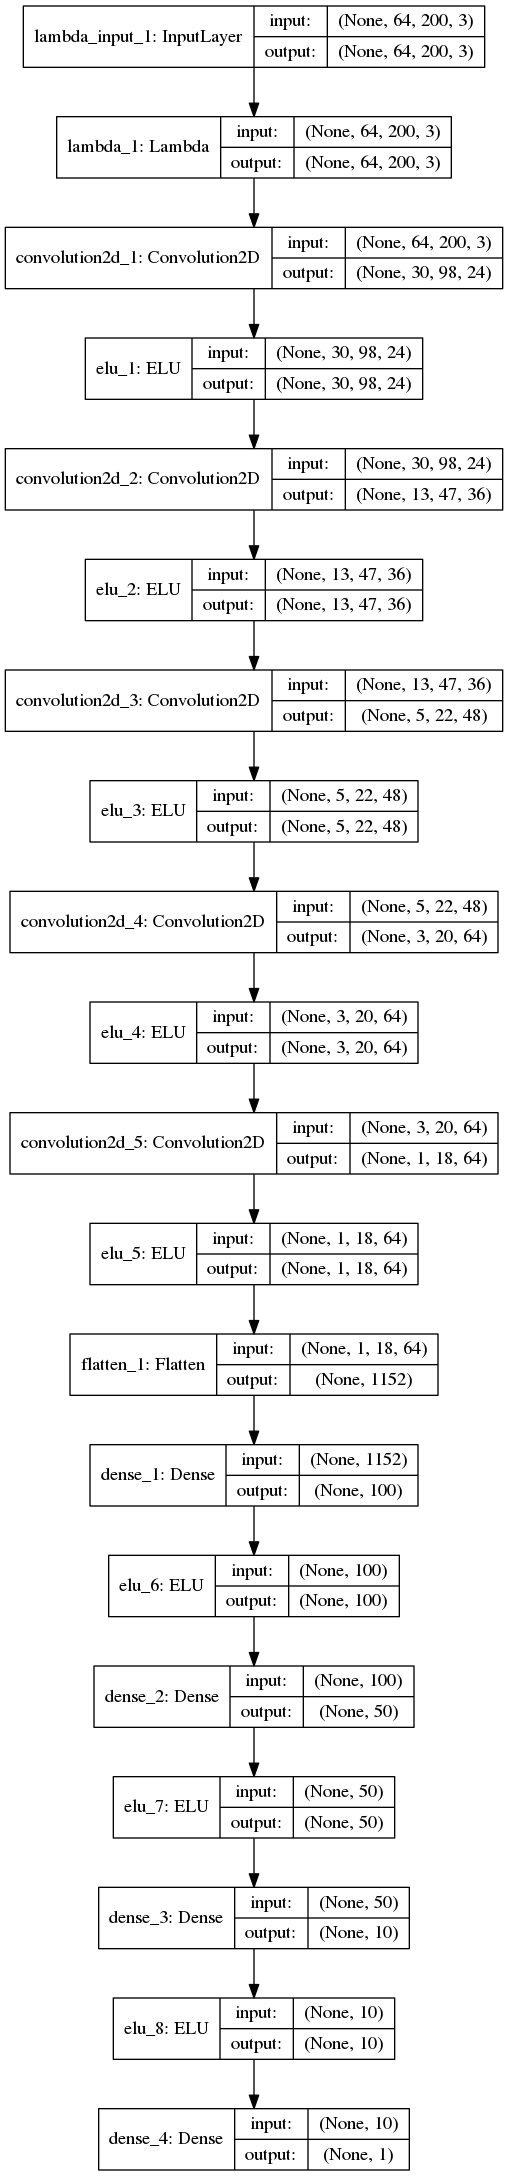 lambda_input_1: InputLayer
input: (None, 64, 200, 3)
output: (None, 64, 200, 3)
lambda_1: Lambda
input: (None, 64, 200, 3)
output: (None, 64, 200, 3)
convolution2d_1: Convolution2D
input: (None, 64, 200, 3)
output: (None, 30, 98, 24)
elu_1: ELU
input: (None, 30, 98, 24)
output: (None, 30, 98, 24)
convolution2d_2: Convolution2D
input: (None, 30, 98, 24)
output: (None, 13, 47, 36)
elu_2: ELU
input: (None, 13, 47, 36)
output: (None, 13, 47, 36)
convolution2d_3: Convolution2D
input: (None, 13, 47, 36)
output: (None, 5, 22, 48)
elu_3: ELU
input: (None, 5, 22, 48)
output: (None, 5, 22, 48)
convolution2d_4: Convolution2D
input: (None, 5, 22, 48)
output: (None, 3, 20, 64)
elu_4: ELU
input: (None, 3, 20, 64)
output: (None, 3, 20, 64)
convolution2d_5: Convolution2D
input: (None, 3, 20, 64)
output: (None, 1, 18, 64)
elu_5: ELU
input: (None, 1, 18, 64)
output: (None, 1, 18, 64)
flatten_1: Flatten
input: (None, 1, 18, 64)
output: (None, 1152)
dense_1: Dense
input: (None, 1152)
output: (None, 100)
elu_6: ELU
input: (None, 100)
output: (None, 100)
dense_2: Dense
input: (None, 100)
output: (None, 50)
elu_7: ELU
input: (None, 50)
output: (None, 50)
dense_3: Dense
input: (None, 50)
output: (None, 10)
elu_8: ELU
input: (None, 10)
output: (None, 10)
dense_4: Dense
input: (None, 10)
output: (None, 1)